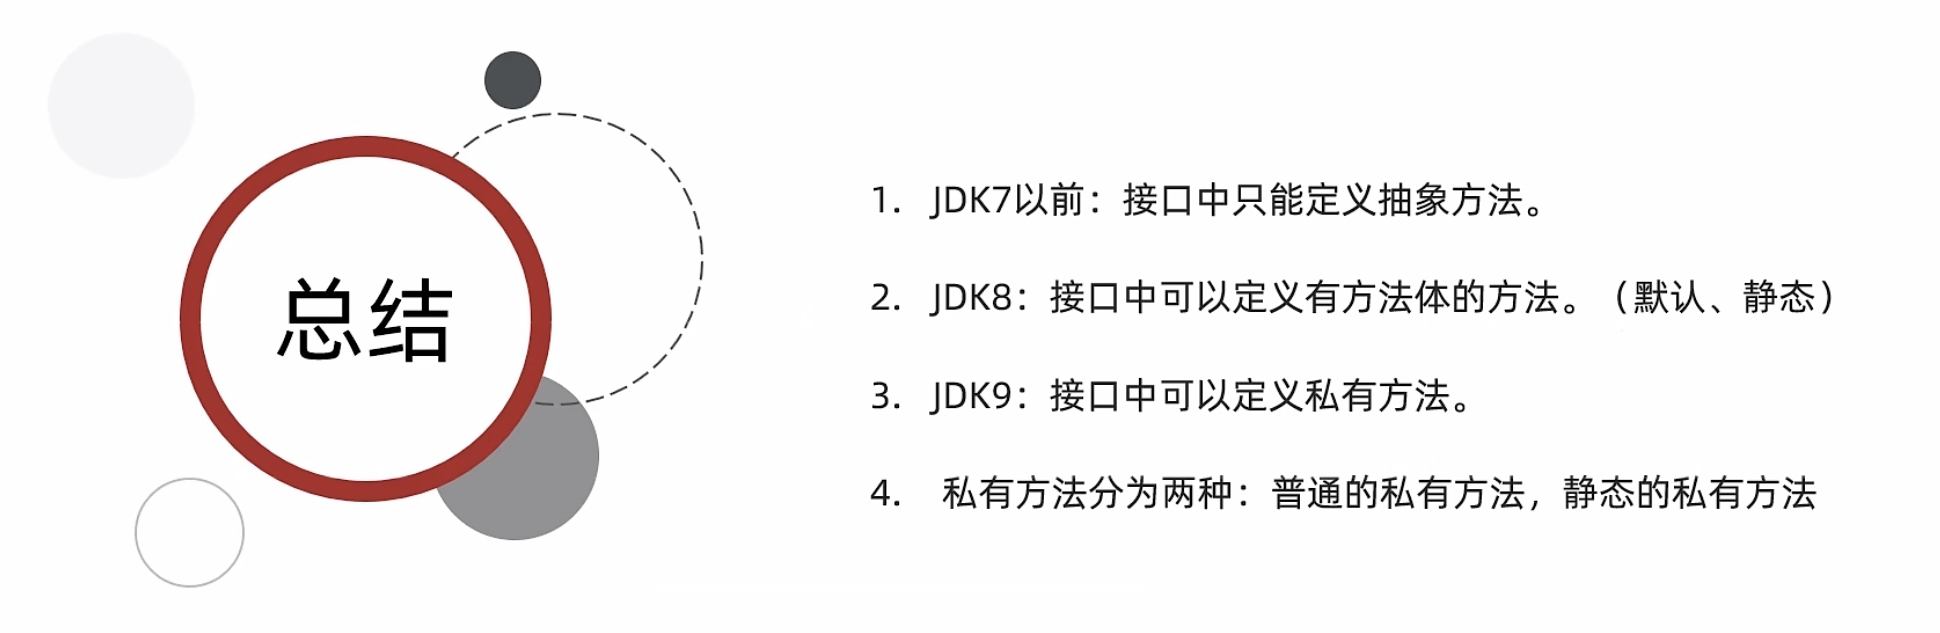 总结
1. JDK7以前：接口中只能定义抽象方法。
2. JDK8：接口中可以定义有方法体的方法。（默认、静态）
3. JDK9：接口中可以定义私有方法。
4. 私有方法分为两种：普通的私有方法，静态的私有方法